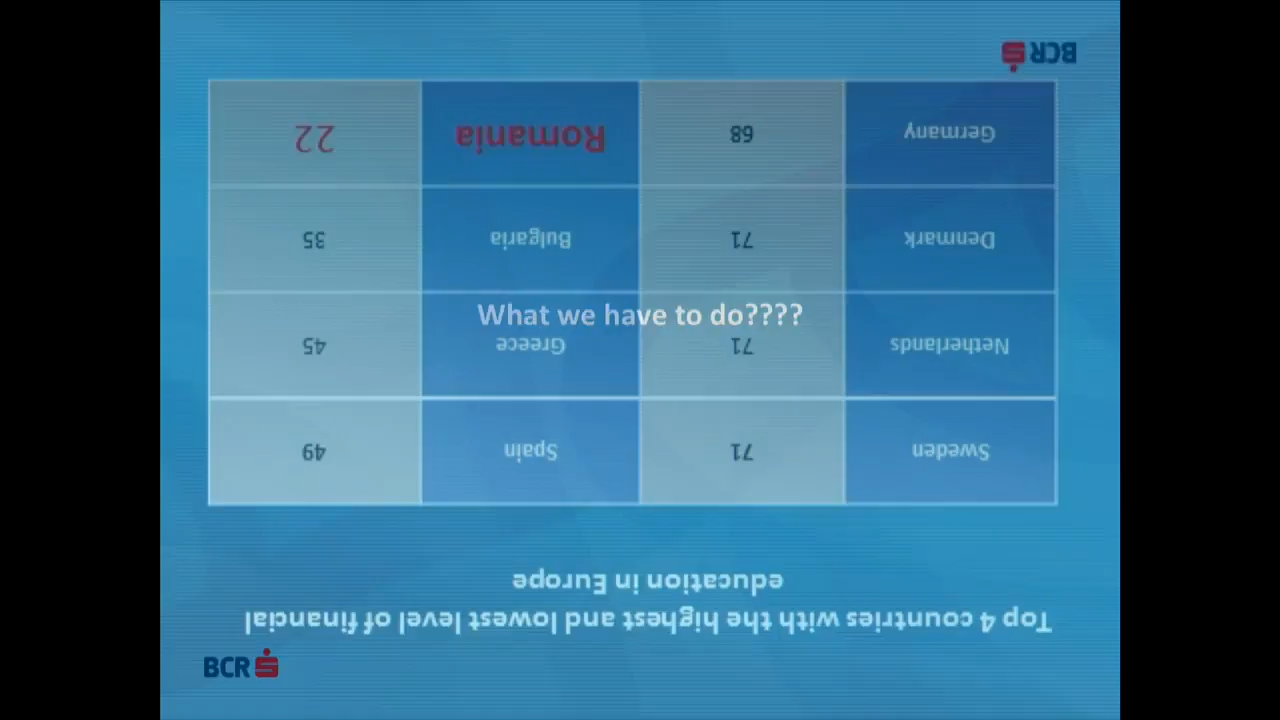 Top 4 countries with the highest and lowest level of financial
education in Europe
Sweden 71 Spain 49
Netherlands 71 Greece 45
Denmark 71 Bulgaria 35
Germany 68 Romania 22
BCR
What we have to do????
BCR